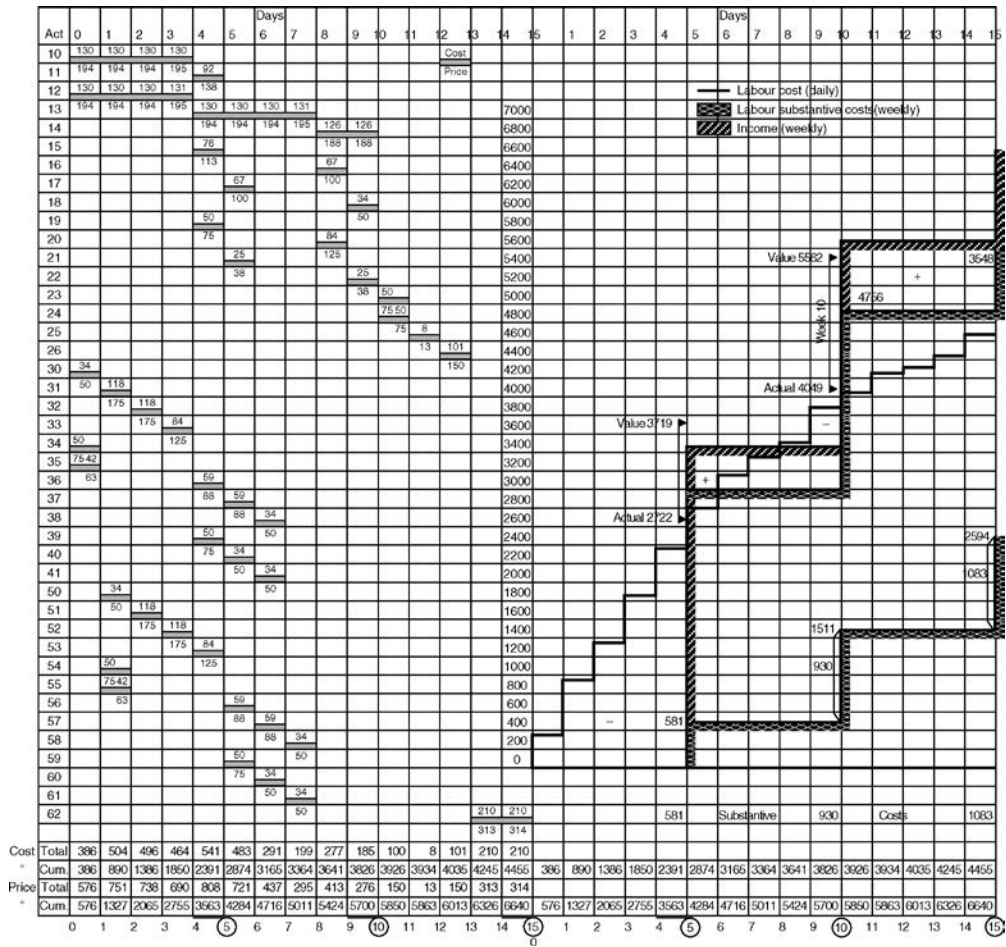 Days Days
Act 0 1 2 3 4 5 6 7 8 9 10 11 12 13 14 15 1 2 3 4 5 6 7 8 9 10 11 12 13 14 15
10 130 130 130 130 Cost
11 194 194 194 195 92 Price
12 130 130 130 131 138
Labour cost (daily)
13 194 194 194 195 130 130 130 131 7000 Labour substantive costs(weekly)
14 194 194 194 195 126 126 6800 Income (weekly)
15 76 188 188 6600
16 113 67 6400
17 67 100 6200
18 100 34 6000
19 50 50 5800
20 75 84 5600
21 25 125 5400 Value 5562 3548
22 38 25 5200 +
23 38 50 5000 4756
24 75 50 4800 Week 10
25 75 8 4600
26 13 101 4400
30 34 150 4200
31 50 118 4000 Actual 4049
32 175 118 3800
33 175 84 3600 Value 3719 –
34 50 125 3400
35 75 42 3200
36 63 59 3000 +
37 88 59 2800
38 88 34 2600 Actual 2722
39 50 50 2400 2594
40 75 34 2200
41 50 34 2000 1083
50 34 50 1800
51 50 118 1600
52 175 118 1400 1511
53 175 84 1200
54 50 125 1000 930
55 75 42 800
56 63 59 600
57 88 59 400 – 581
58 88 34 200
59 50 50 0
60 75 34
61 50 34
62 50 210 210 581 Substantive 930 Costs 1083
313 314
Cost Total 386 504 496 464 541 483 291 199 277 185 100 8 101 210 210
" Cum. 386 890 1386 1850 2391 2874 3165 3364 3641 3826 3926 3934 4035 4245 4455 386 890 1386 1850 2391 2874 3165 3364 3641 3826 3926 3934 4035 4245 4455
Price Total 576 751 738 690 808 721 437 295 413 276 150 13 150 313 314
" Cum. 576 1327 2065 2755 3563 4284 4716 5011 5424 5700 5850 5863 6013 6326 6640 576 1327 2065 2755 3563 4284 4716 5011 5424 5700 5850 5863 6013 6326 6640
0 1 2 3 4 5 6 7 8 9 10 11 12 13 14 15 1 2 3 4 5 6 7 8 9 10 11 12 13 14 15
0